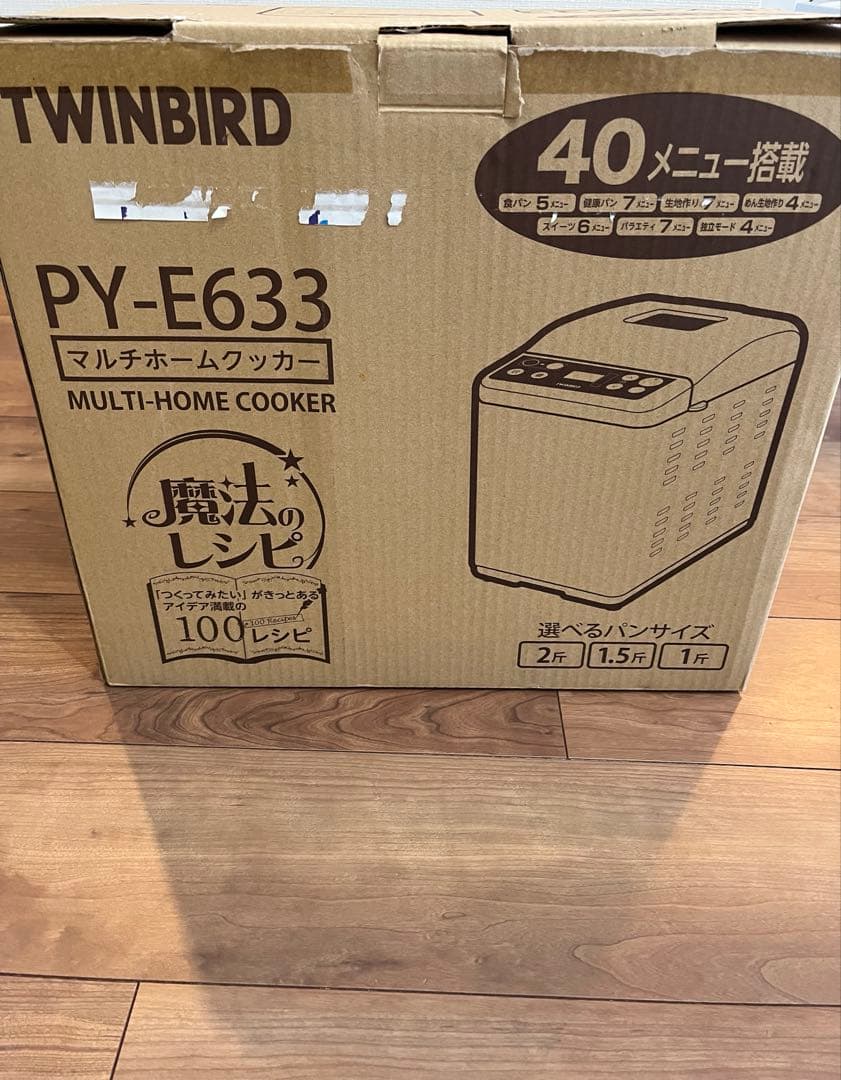 TWINBIRD
40メニュー搭載
食パン 5メニュー 健康パン 7メニュー 生地作り 7メニュー めん生地作り 4メニュー
スイーツ 6メニュー バラエティ 7メニュー 独立モード 4メニュー
PY-E633
マルチホームクッカー
MULTI-HOME COOKER
TWINBIRD
魔法の
レシピ
「つくってみたい」がきっとある
アイデア満載の
100 レシピ
100 Recipes
選べるパンサイズ
2斤 1.5斤 1斤